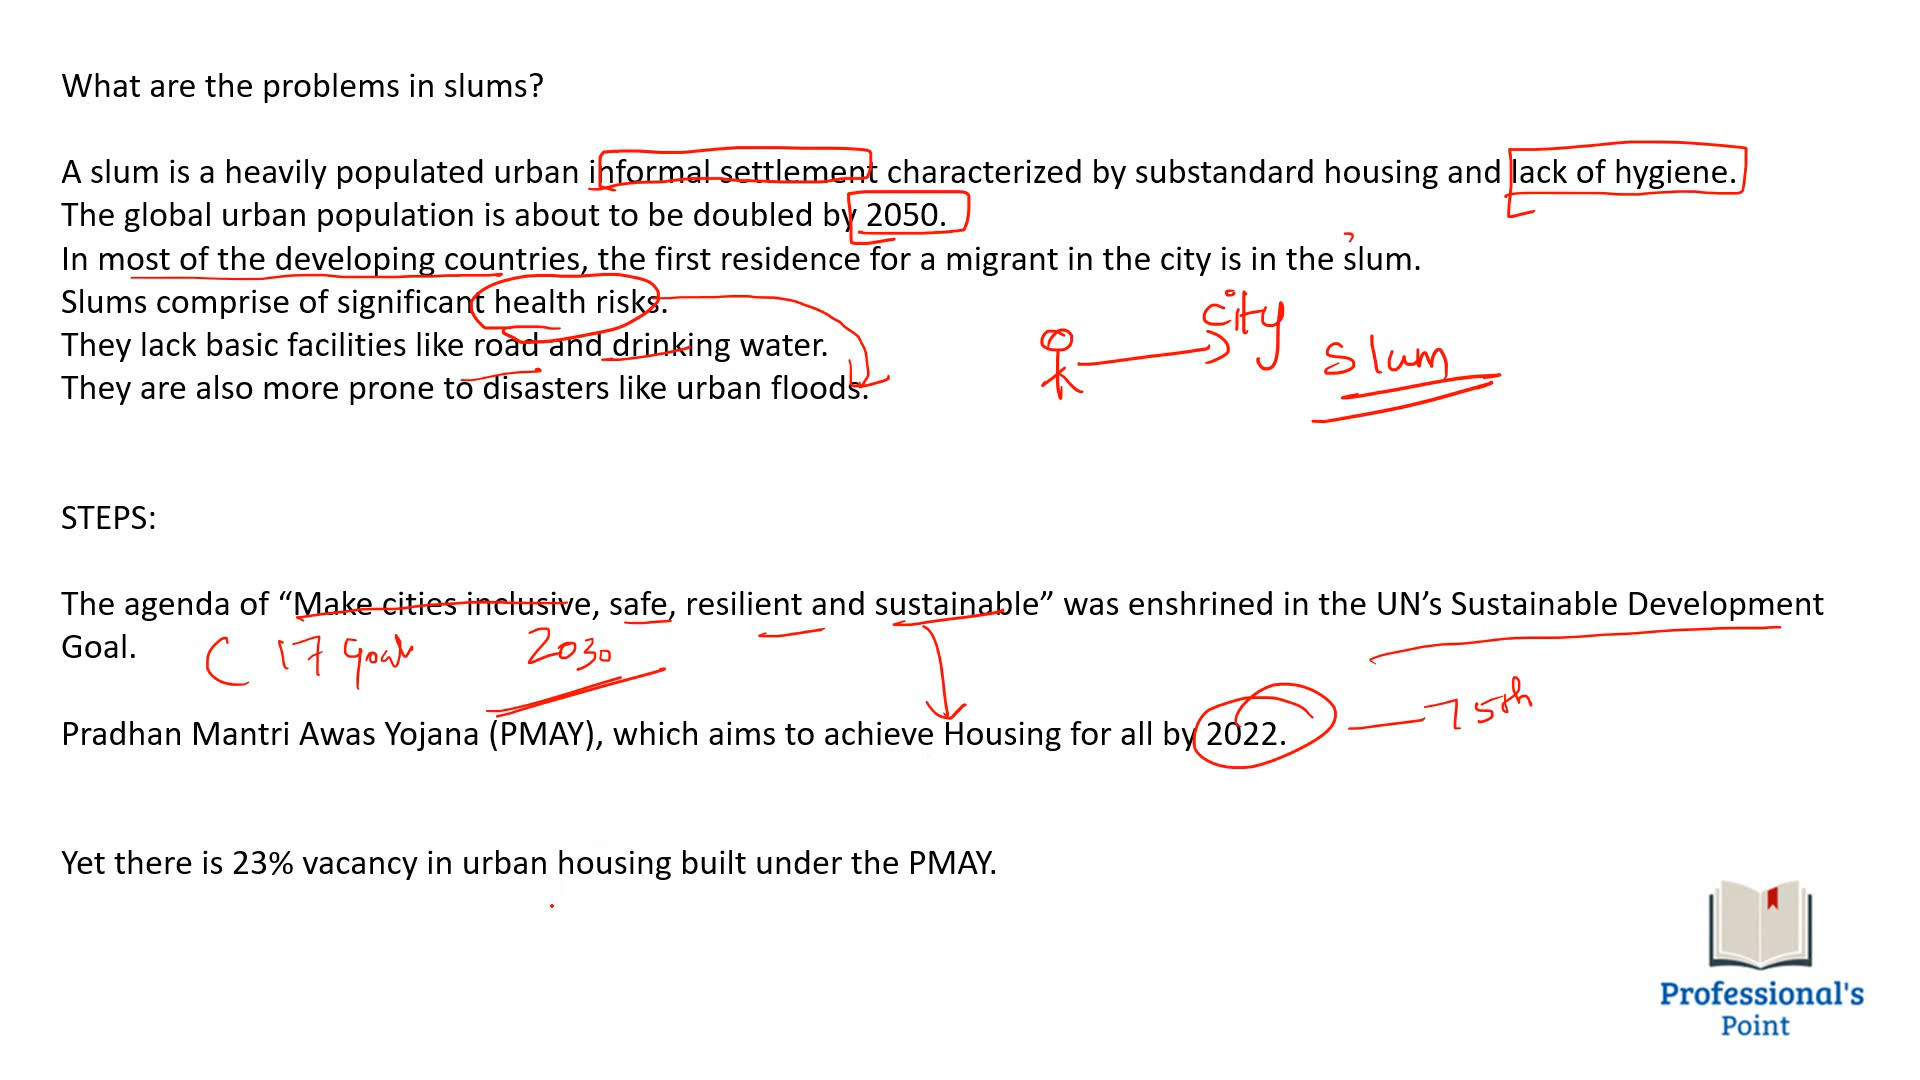 What are the problems in slums?
A slum is a heavily populated urban informal settlement characterized by substandard housing and lack of hygiene.
The global urban population is about to be doubled by 2050.
In most of the developing countries, the first residence for a migrant in the city is in the slum.
Slums comprise of significant health risks.
They lack basic facilities like road and drinking water.
They are also more prone to disasters like urban floods.
city
slum
STEPS:
The agenda of “Make cities inclusive, safe, resilient and sustainable” was enshrined in the UN’s Sustainable Development
Goal.
17 Goals 2030
75th
Pradhan Mantri Awas Yojana (PMAY), which aims to achieve Housing for all by 2022.
Yet there is 23% vacancy in urban housing built under the PMAY.
Professional's
Point